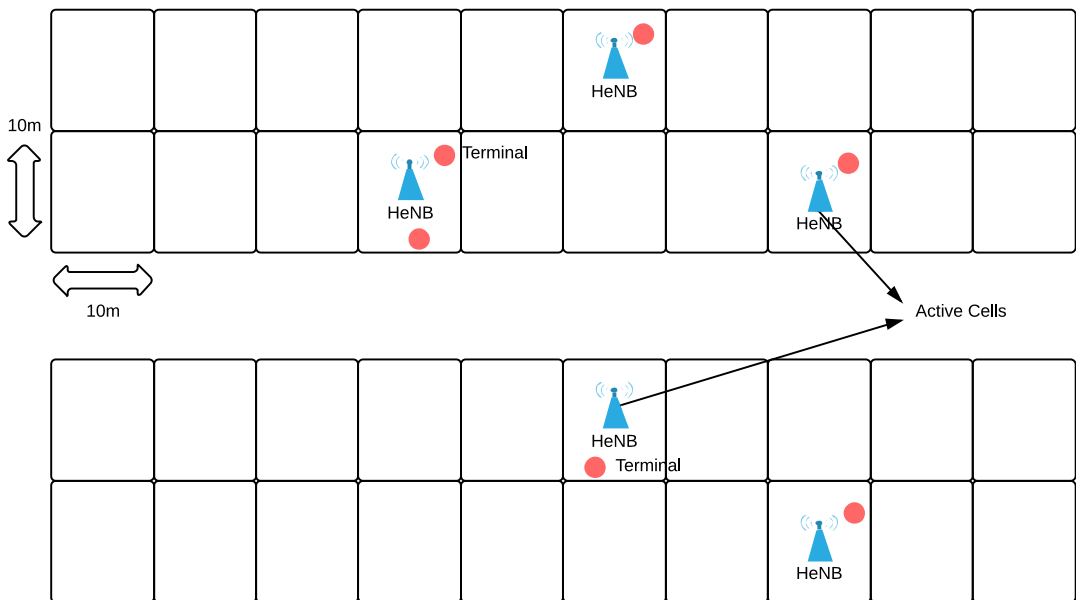 HeNB
10m
Terminal
HeNB
HeNB
10m
Active Cells
HeNB
Terminal
HeNB